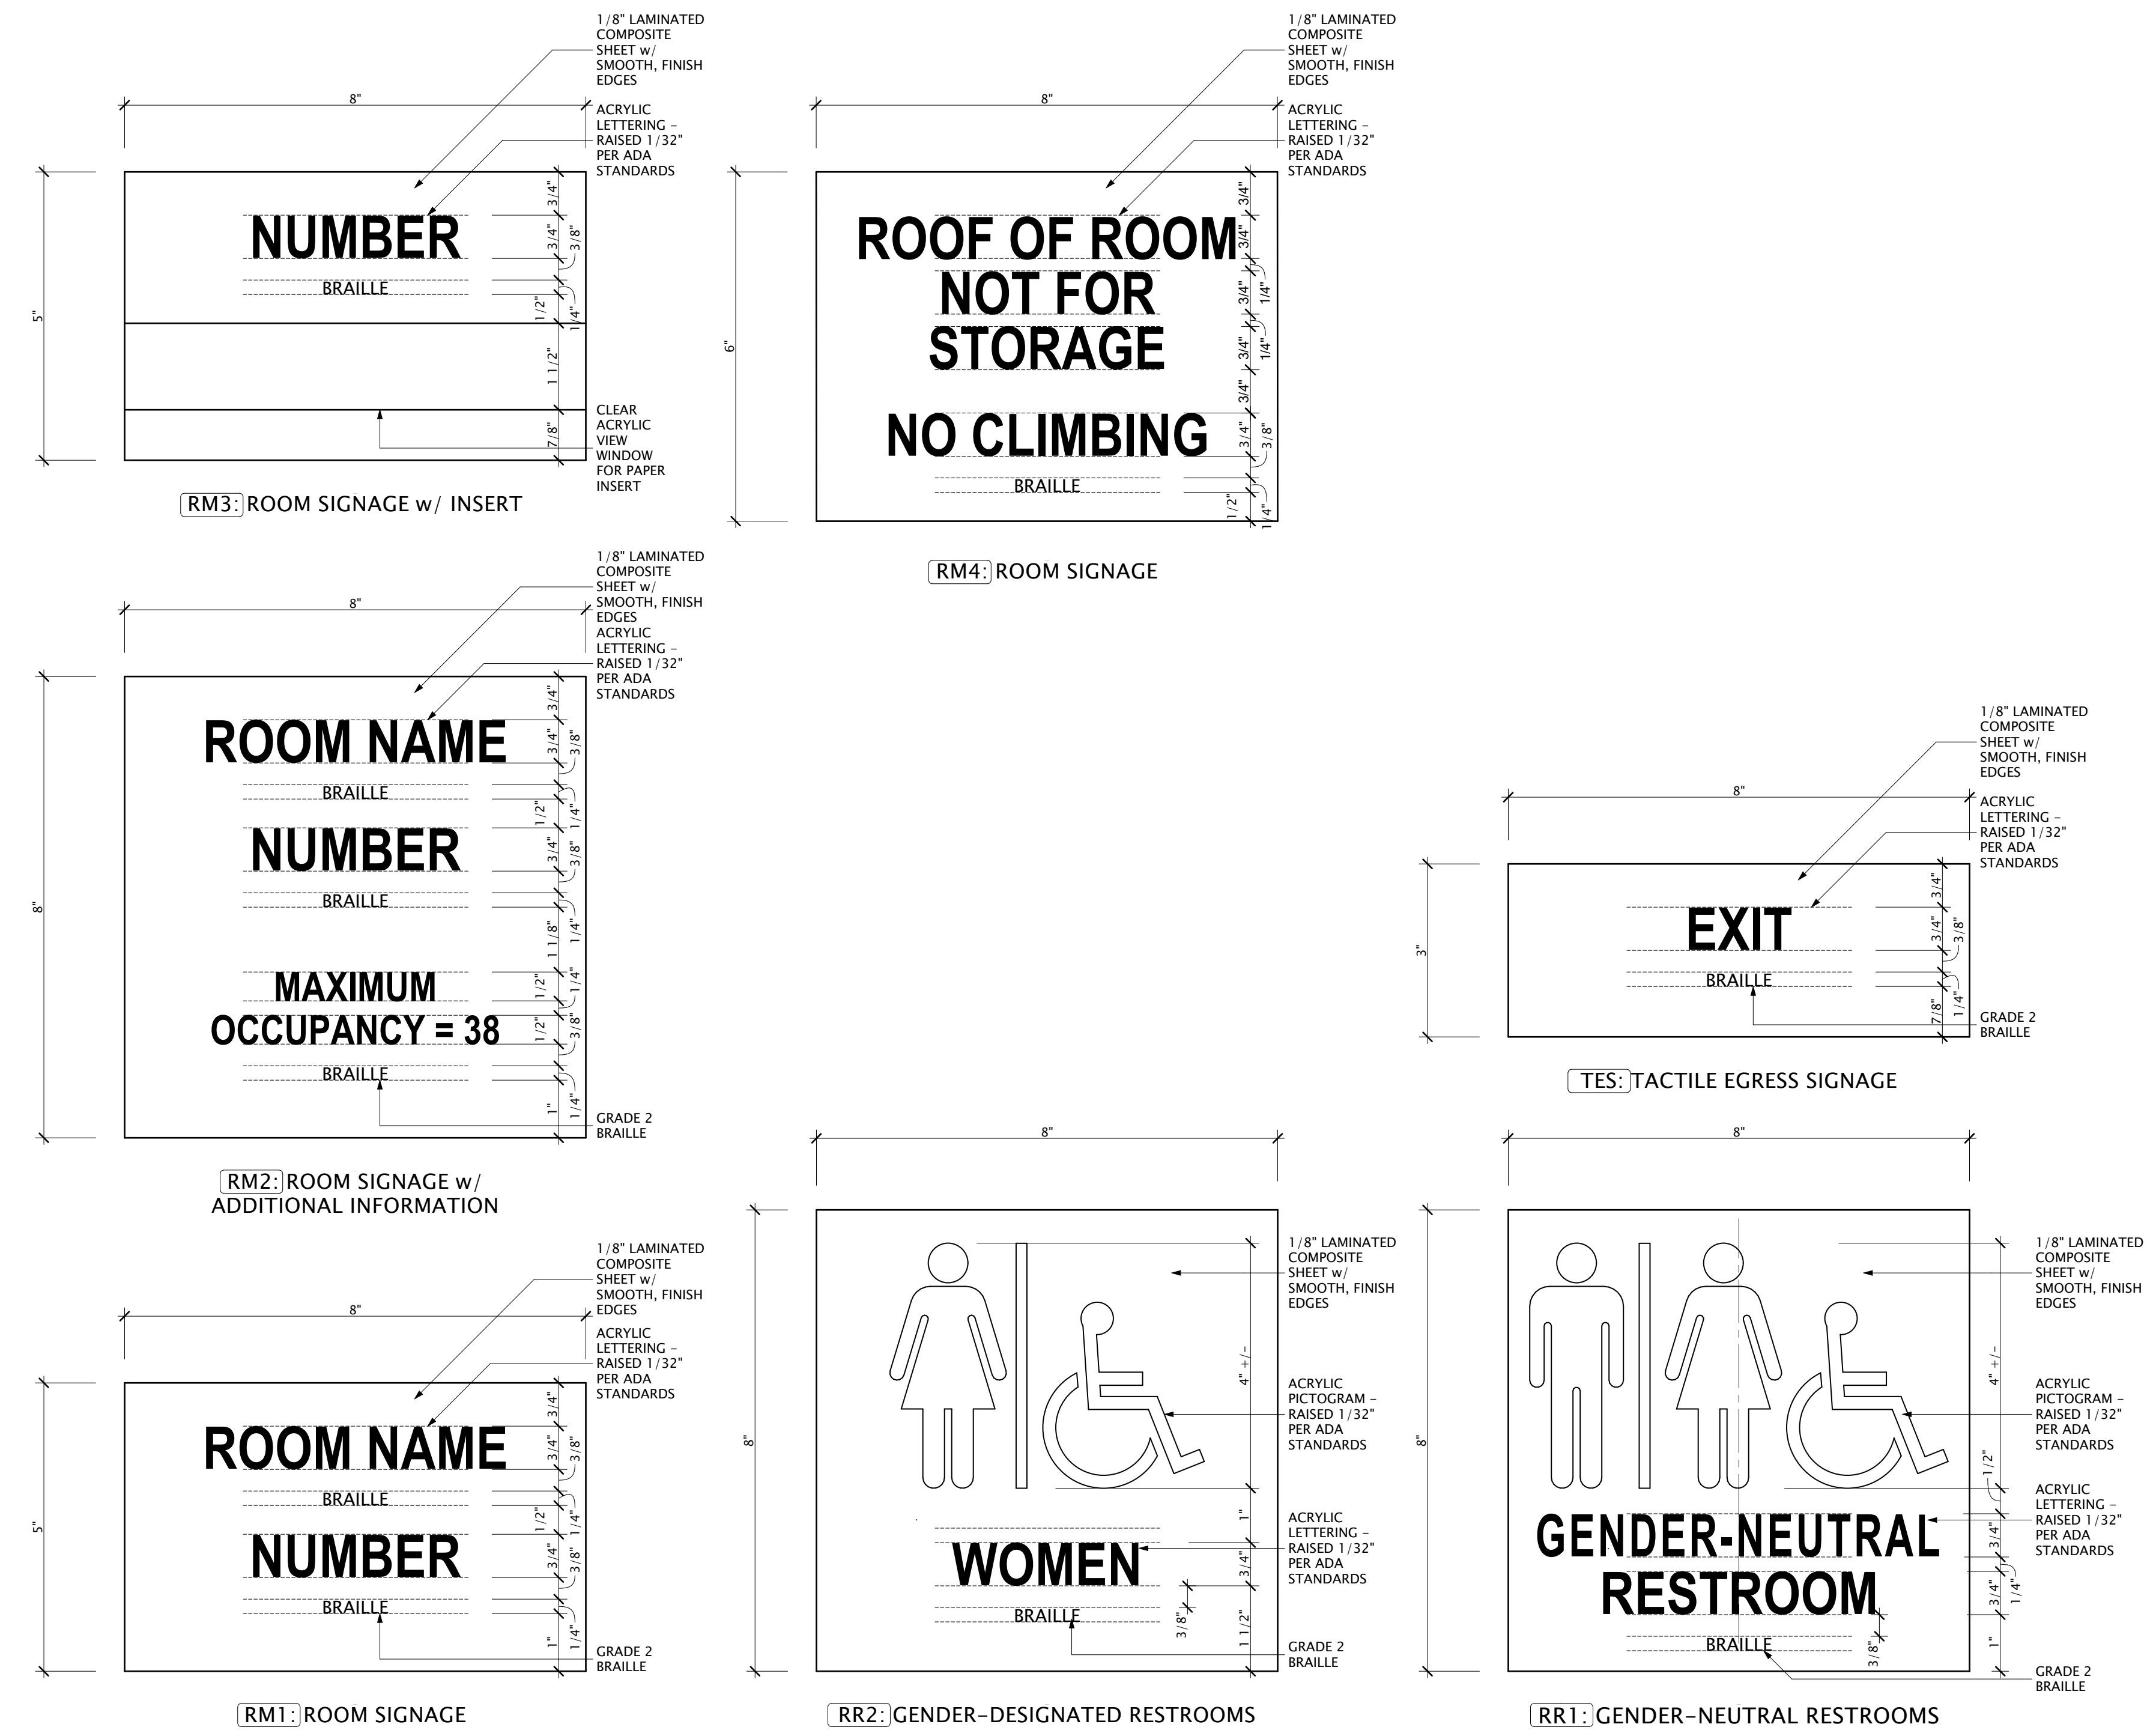 1/8" LAMINATED
COMPOSITE
SHEET w/
SMOOTH, FINISH
EDGES
8"
ACRYLIC
LETTERING –
RAISED 1/32"
PER ADA
STANDARDS
5"
NUMBER
BRAILLE
3/4"
3/4"
3/8"
1/2"
1/4"
1 1/2"
7/8"
CLEAR
ACRYLIC
VIEW
WINDOW
FOR PAPER
INSERT
RM3: ROOM SIGNAGE w/ INSERT
1/8" LAMINATED
COMPOSITE
SHEET w/
SMOOTH, FINISH
EDGES
8"
ACRYLIC
LETTERING –
RAISED 1/32"
PER ADA
STANDARDS
6"
ROOF OF ROOM
NOT FOR
STORAGE
NO CLIMBING
BRAILLE
3/4"
3/4"
1/4"
3/4"
1/4"
3/4"
3/4"
3/4"
3/8"
1/2"
1/4"
RM4: ROOM SIGNAGE
1/8" LAMINATED
COMPOSITE
SHEET w/
SMOOTH, FINISH
EDGES
8"
ACRYLIC
LETTERING –
RAISED 1/32"
PER ADA
STANDARDS
8"
ROOM NAME
BRAILLE
NUMBER
BRAILLE
MAXIMUM
OCCUPANCY = 38
BRAILLE
3/4"
3/4"
3/8"
1/2"
1/4"
3/4"
3/8"
1 1/8"
1/4"
1/2"
1/4"
1/2"
3/8"
1"
1/4"
GRADE 2
BRAILLE
RM2: ROOM SIGNAGE w/
ADDITIONAL INFORMATION
1/8" LAMINATED
COMPOSITE
SHEET w/
SMOOTH, FINISH
EDGES
8"
ACRYLIC
LETTERING –
RAISED 1/32"
PER ADA
STANDARDS
3"
EXIT
BRAILLE
3/4"
3/4"
3/8"
7/8"
1/4"
GRADE 2
BRAILLE
TES: TACTILE EGRESS SIGNAGE
1/8" LAMINATED
COMPOSITE
SHEET w/
SMOOTH, FINISH
EDGES
8"
ACRYLIC
LETTERING –
RAISED 1/32"
PER ADA
STANDARDS
5"
ROOM NAME
BRAILLE
NUMBER
BRAILLE
3/4"
3/4"
3/8"
1/2"
1/4"
3/4"
3/8"
1"
1/4"
GRADE 2
BRAILLE
RM1: ROOM SIGNAGE
8"
8"
1/8" LAMINATED
COMPOSITE
SHEET w/
SMOOTH, FINISH
EDGES
4" +/–
ACRYLIC
PICTOGRAM –
RAISED 1/32"
PER ADA
STANDARDS
1"
ACRYLIC
LETTERING –
RAISED 1/32"
PER ADA
STANDARDS
WOMEN
3/4"
BRAILLE
3/8"
1 1/2"
GRADE 2
BRAILLE
RR2: GENDER–DESIGNATED RESTROOMS
8"
8"
1/8" LAMINATED
COMPOSITE
SHEET w/
SMOOTH, FINISH
EDGES
4" +/–
ACRYLIC
PICTOGRAM –
RAISED 1/32"
PER ADA
STANDARDS
1/2"
ACRYLIC
LETTERING –
RAISED 1/32"
PER ADA
STANDARDS
GENDER-NEUTRAL
RESTROOM
3/4"
3/4"
1/4"
BRAILLE
3/8"
1"
GRADE 2
BRAILLE
RR1: GENDER–NEUTRAL RESTROOMS